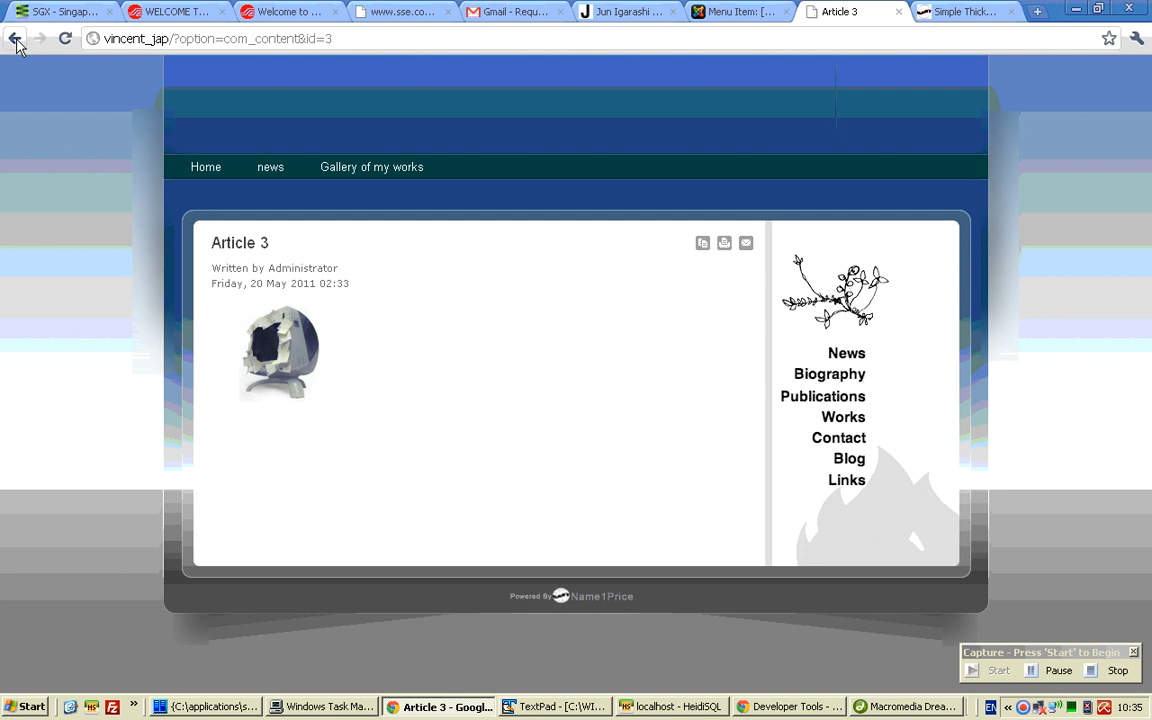 SGX - Singap
WELCOME T...
Welcome to ...
www.sse.co...
Gmail - Requ...
Jun Igarashi ...
Menu Item: [...
Article 3
Simple Thick...
vincent_jap/?option=com_content&id=3
Home news Gallery of my works
Article 3
Written by Administrator
Friday, 20 May 2011 02:33
News
Biography
Publications
Works
Contact
Blog
Links
Powered By Name1Price
Capture - Press 'Start' to Begin
Start Pause Stop
Start HS Fz » {C:\applications\s... Windows Task Ma... Article 3 - Googl... TextPad - [C:\WI... HS localhost - HeidiSQL Developer Tools - ... Macromedia Drea... EN « 10:35